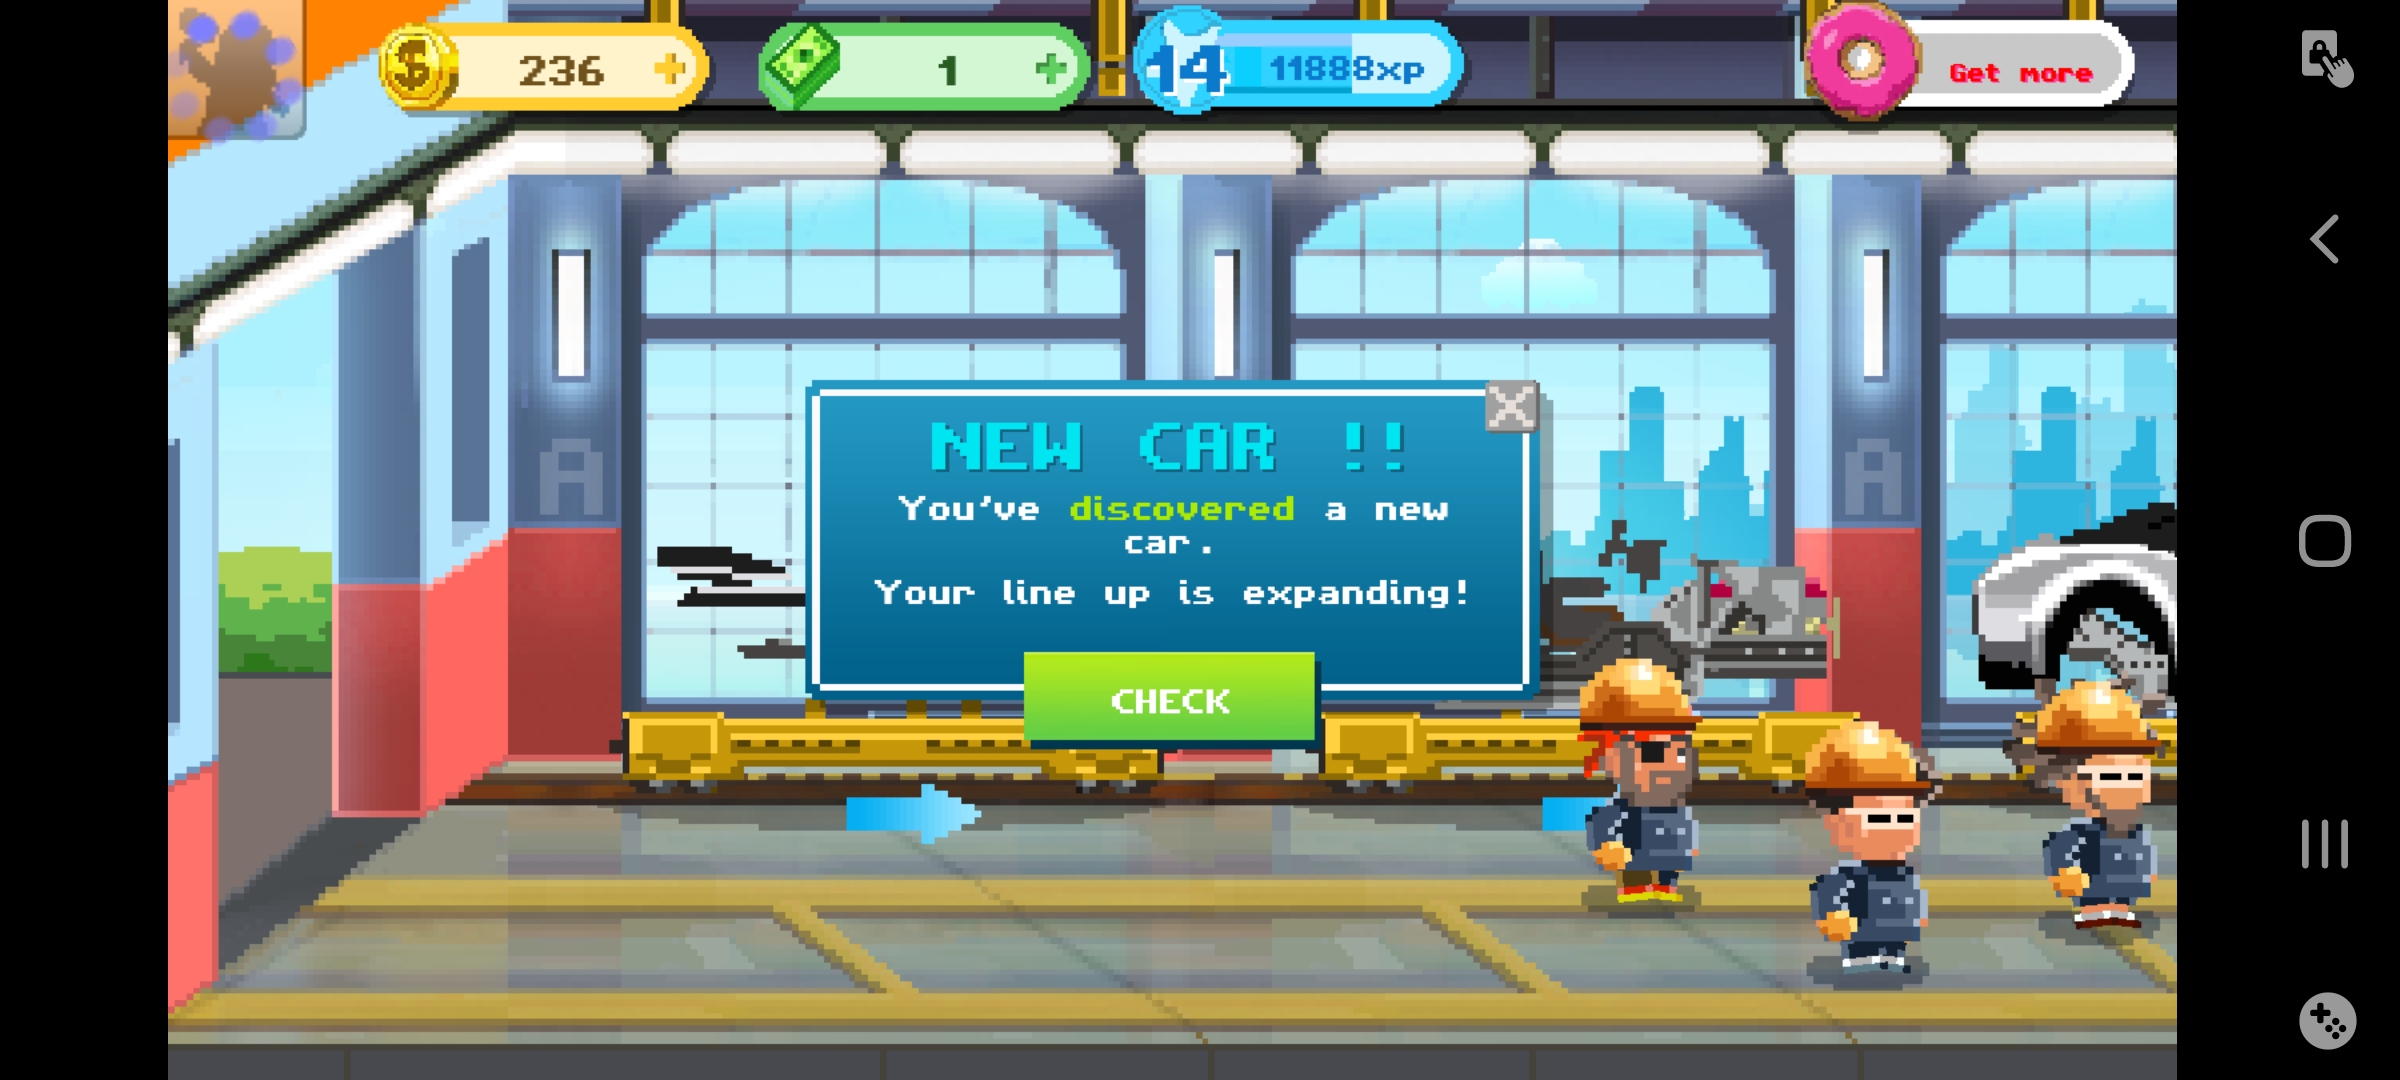 236
1
14
11888xp
Get more
A
A
NEW CAR !!
You've discovered a new
car.
Your line up is expanding!
CHECK